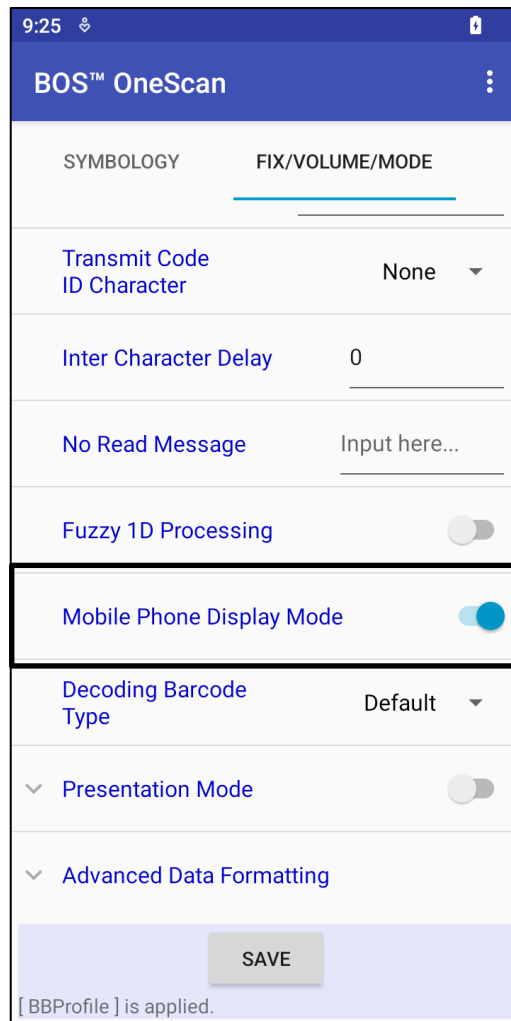 9:25
BOS™ OneScan
SYMBOLOGY FIX/VOLUME/MODE
Transmit Code
ID Character
None
Inter Character Delay 0
No Read Message Input here...
Fuzzy 1D Processing
Mobile Phone Display Mode
Decoding Barcode
Type
Default
Presentation Mode
Advanced Data Formatting
SAVE
[ BBProfile ] is applied.